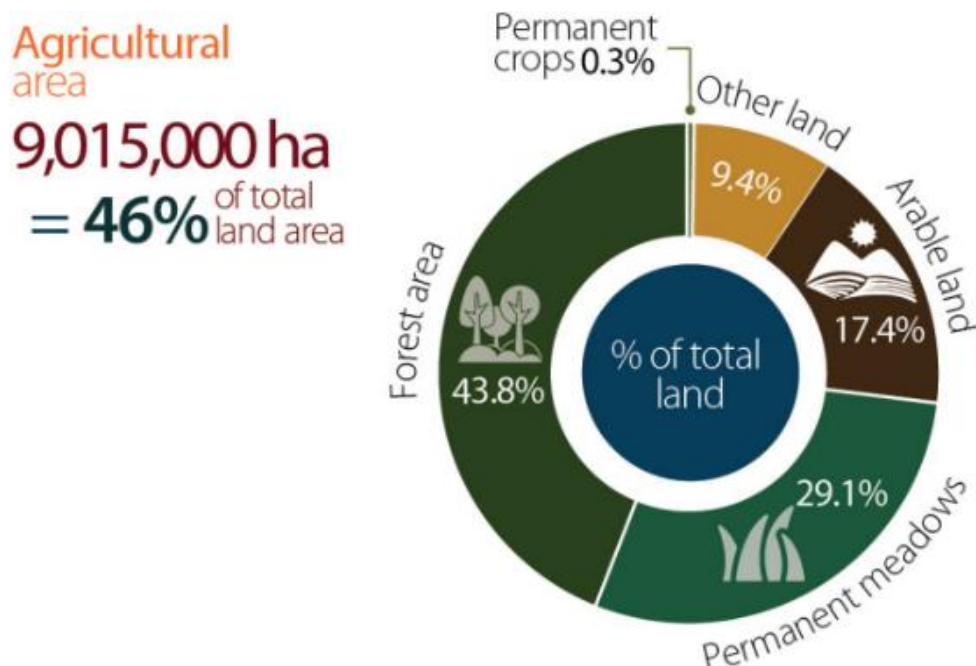 Agricultural
area
9,015,000 ha
= 46% of total
land area
Permanent
crops 0.3%
Other land
9.4%
Arable land
17.4%
Forest area
43.8%
% of total
land
29.1%
Permanent meadows